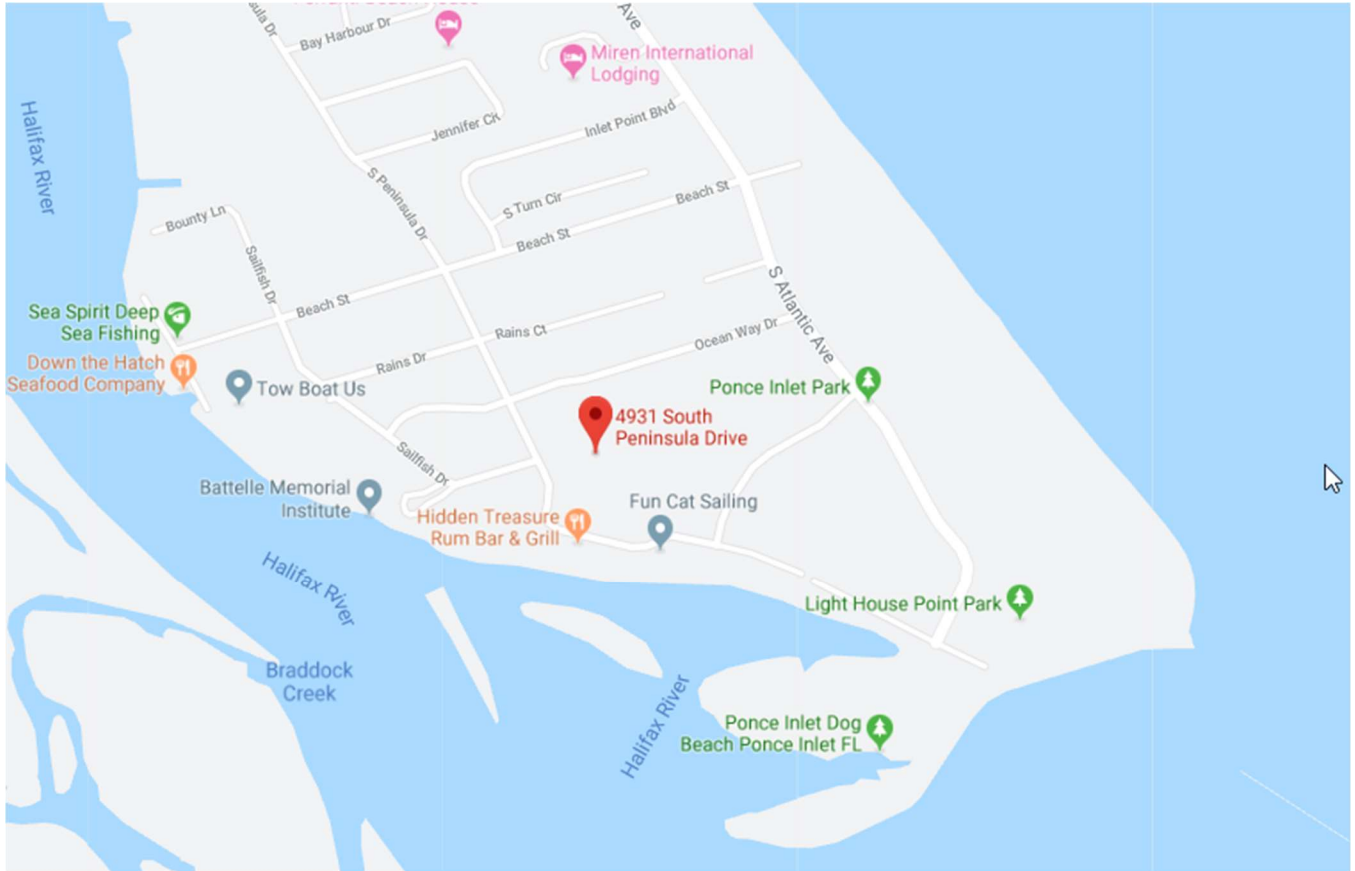 sula Dr
Bay Harbour Dr
Ave
Miren International
Lodging
Halifax River
Jennifer Cir
Inlet Point Blvd
S Peninsula Dr
S Turn Cir
Beach St
Bounty Ln
Beach St
Sailfish Dr
S Atlantic Ave
Beach St
Sea Spirit Deep
Sea Fishing
Rains Ct
Ocean Way Dr
Down the Hatch
Seafood Company
Rains Dr
Tow Boat Us
Ponce Inlet Park
4931 South
Peninsula Drive
Sailfish Dr
Battelle Memorial
Institute
Fun Cat Sailing
Hidden Treasure
Rum Bar & Grill
Halifax River
Light House Point Park
Braddock
Creek
Halifax River
Ponce Inlet Dog
Beach Ponce Inlet FL